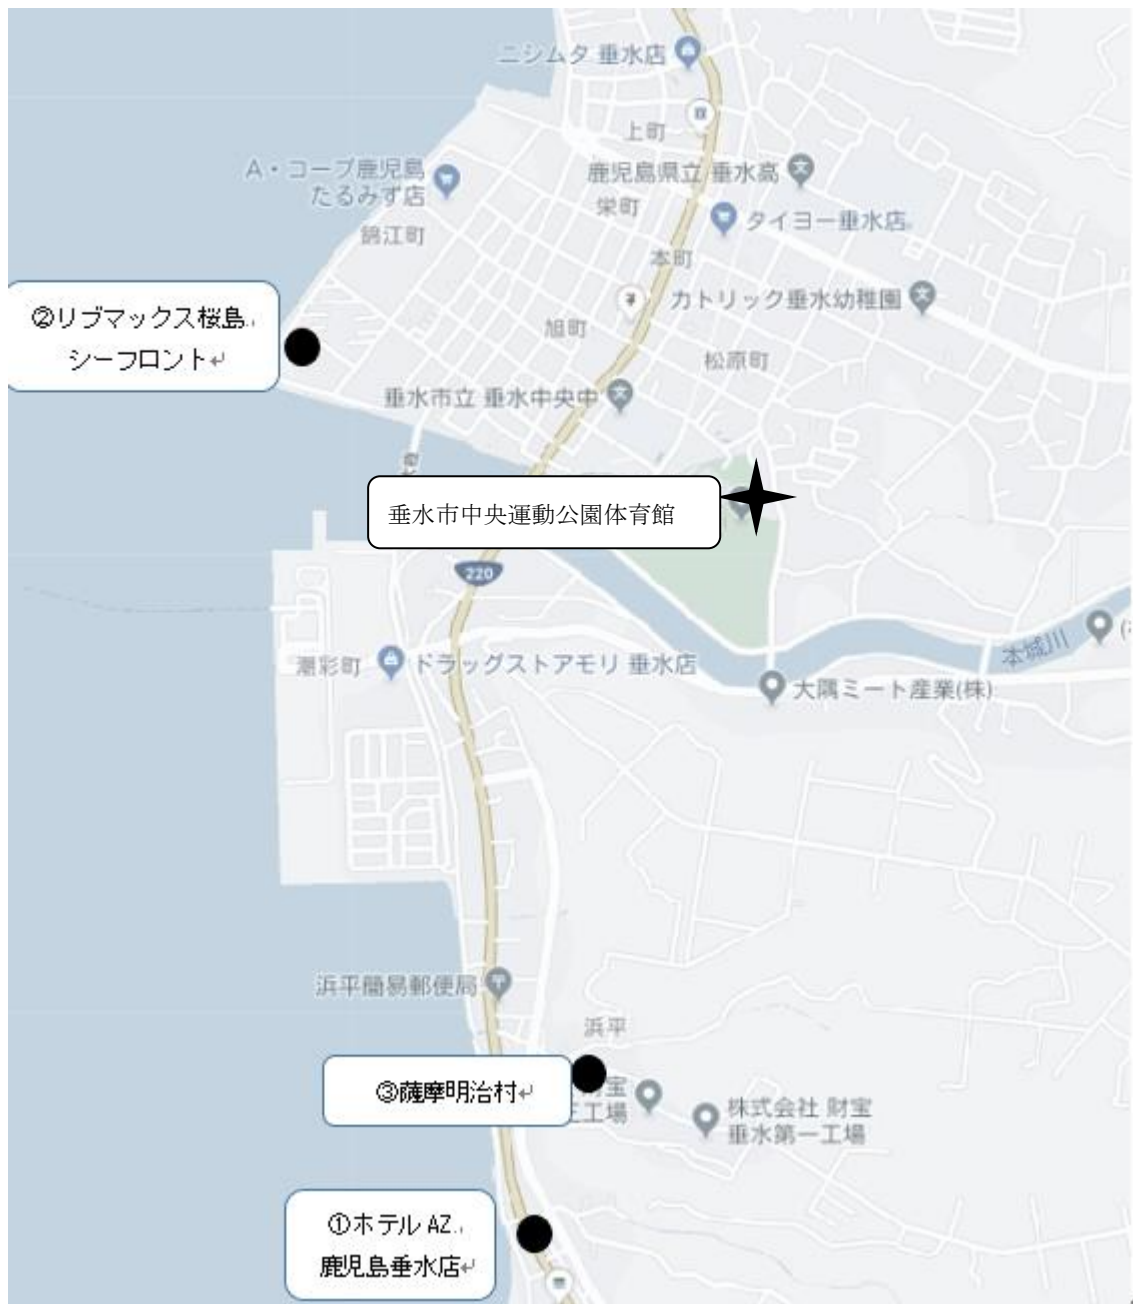 ニシムタ 垂水店
上町
A・コープ鹿児島
たるみず店
鹿児島県立 垂水高
栄町
タイヨー垂水店
錦江町
本町
カトリック垂水幼稚園
②リブマックス桜島
シーフロント↵
旭町
松原町
垂水市立 垂水中央中
垂水市中央運動公園体育館
220
本城川
潮彩町
ドラッグストアモリ 垂水店
大隅ミート産業(株)
浜平簡易郵便局
浜平
③薩摩明治村↵
宝
工場
株式会社 財宝
垂水第一工場
①ホテル AZ
鹿児島垂水店↵